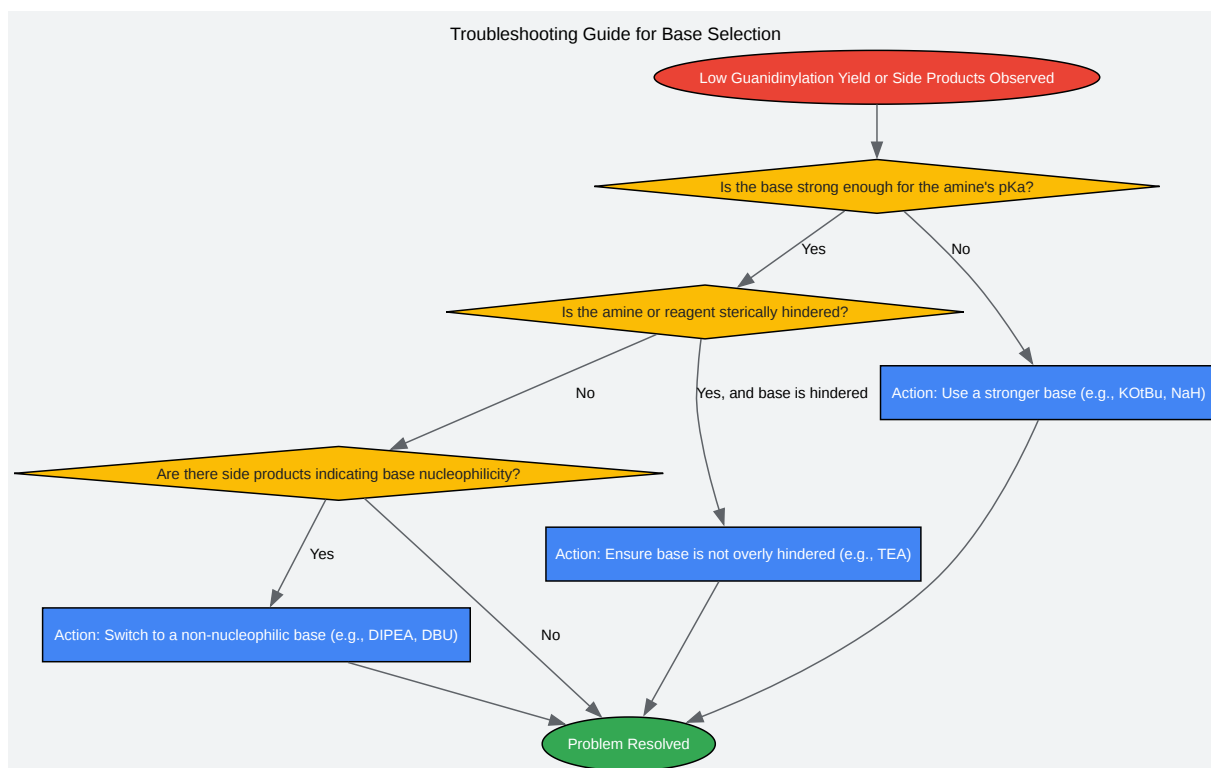 Troubleshooting Guide for Base Selection
Low Guanidinylation Yield or Side Products Observed
Is the base strong enough for the amine's pKa?
Yes
No
Is the amine or reagent sterically hindered?
No
Yes, and base is hindered
Action: Use a stronger base (e.g., KOtBu, NaH)
Are there side products indicating base nucleophilicity?
Yes
Action: Ensure base is not overly hindered (e.g., TEA)
Action: Switch to a non-nucleophilic base (e.g., DIPEA, DBU)
No
Problem Resolved